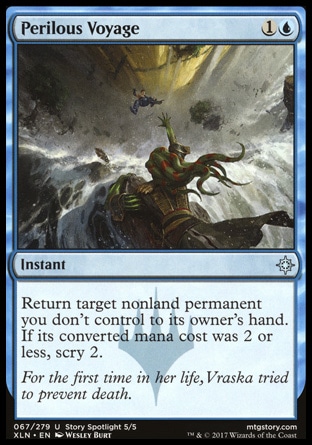 Perilous Voyage 1
Instant
Return target nonland permanent
you don't control to its owner's hand.
If its converted mana cost was 2 or
less, scry 2.
For the first time in her life, Vraska tried
to prevent death.
067/279 U Story Spotlight 5/5 mtgstory.com
XLN • EN Wesley Burt ™ & © 2017 Wizards of the Coast